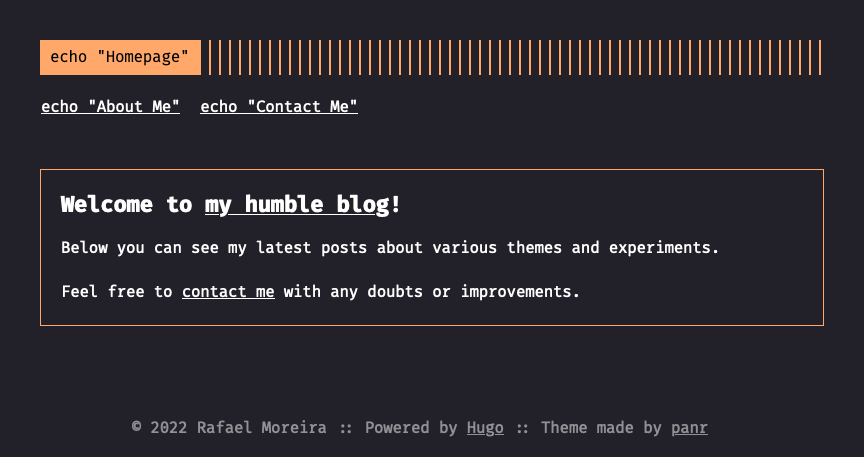 echo "Homepage"
echo "About Me" echo "Contact Me"
Welcome to my humble blog!
Below you can see my latest posts about various themes and experiments.
Feel free to contact me with any doubts or improvements.
© 2022 Rafael Moreira :: Powered by Hugo :: Theme made by panr